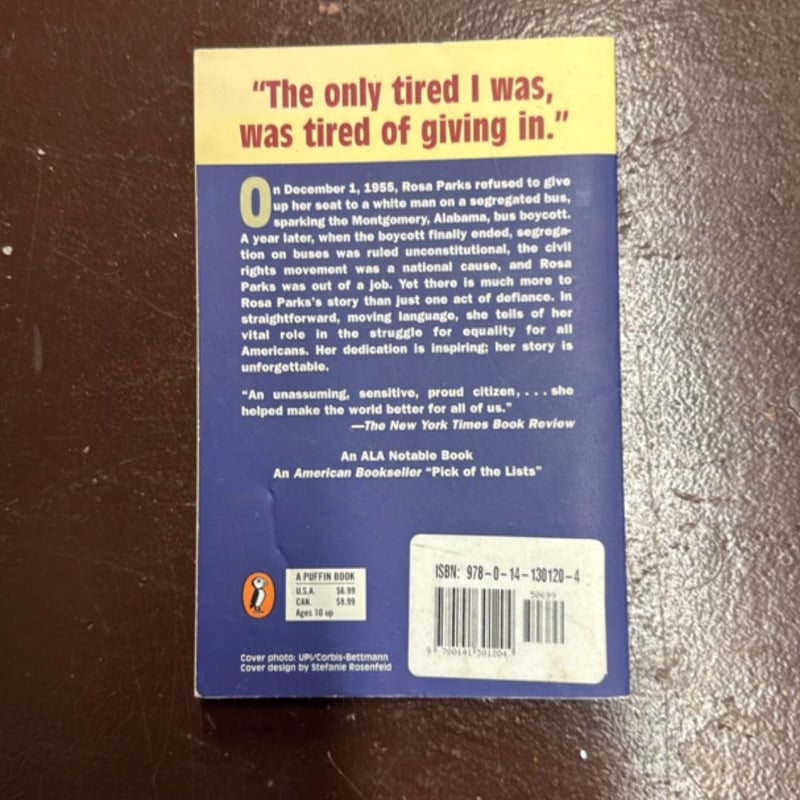 “The only tired I was,
was tired of giving in.”
On December 1, 1955, Rosa Parks refused to give
up her seat to a white man on a segregated bus,
sparking the Montgomery, Alabama, bus boycott.
A year later, when the boycott finally ended, segrega-
tion on buses was ruled unconstitutional, the civil
rights movement was a national cause, and Rosa
Parks was out of a job. Yet there is much more to
Rosa Parks's story than just one act of defiance. In
straightforward, moving language, she tells of her
vital role in the struggle for equality for all
Americans. Her dedication is inspiring; her story is
unforgettable.
“An unassuming, sensitive, proud citizen, . . . she
helped make the world better for all of us.”
—The New York Times Book Review
An ALA Notable Book
An American Bookseller “Pick of the Lists”
A PUFFIN BOOK
U.S.A. $6.99
CAN. $9.99
Ages 10 up
ISBN: 978-0-14-130120-4
50699
9 780141 301204
Cover photo: UPI/Corbis-Bettmann
Cover design by Stefanie Rosenfeld